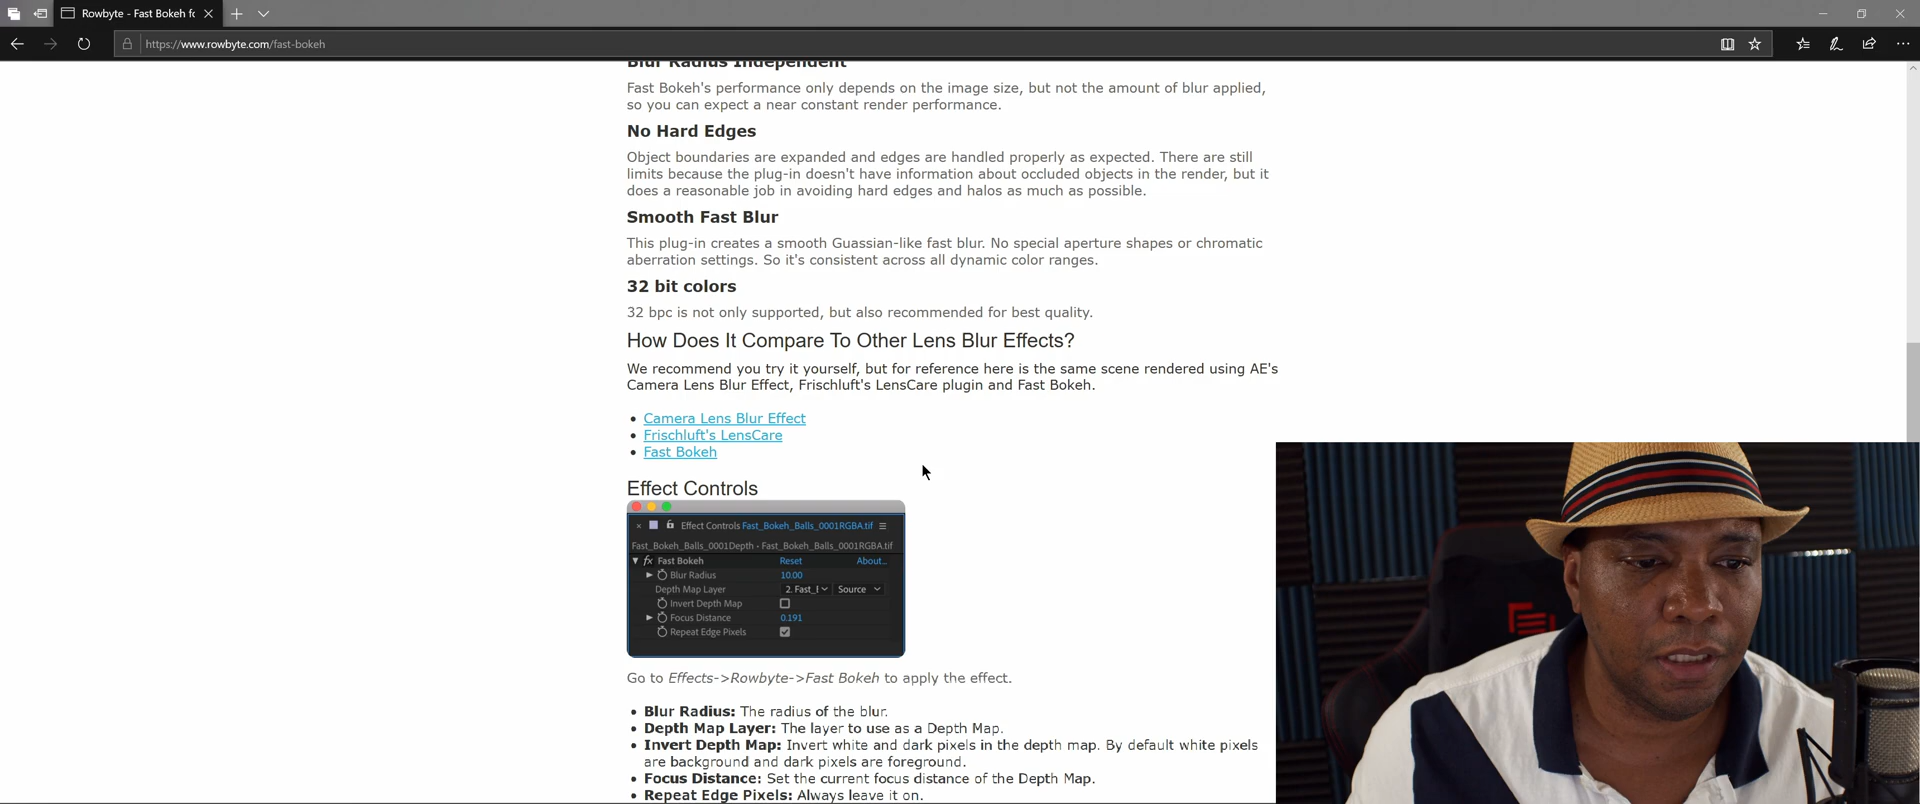 Rowbyte - Fast Bokeh fo
https://www.rowbyte.com/fast-bokeh
Blur Radius Independent
Fast Bokeh's performance only depends on the image size, but not the amount of blur applied,
so you can expect a near constant render performance.
No Hard Edges
Object boundaries are expanded and edges are handled properly as expected. There are still
limits because the plug-in doesn't have information about occluded objects in the render, but it
does a reasonable job in avoiding hard edges and halos as much as possible.
Smooth Fast Blur
This plug-in creates a smooth Guassian-like fast blur. No special aperture shapes or chromatic
aberration settings. So it's consistent across all dynamic color ranges.
32 bit colors
32 bpc is not only supported, but also recommended for best quality.
How Does It Compare To Other Lens Blur Effects?
We recommend you try it yourself, but for reference here is the same scene rendered using AE's
Camera Lens Blur Effect, Frischluft's LensCare plugin and Fast Bokeh.
• Camera Lens Blur Effect
• Frischluft's LensCare
• Fast Bokeh
Effect Controls
Effect Controls Fast_Bokeh_Balls_0001RGBA.tif
Fast_Bokeh_Balls_0001Depth - Fast_Bokeh_Balls_0001RGBA.tif
fx Fast Bokeh Reset About...
Blur Radius 10.00
Depth Map Layer 2. Fast_ Source
Invert Depth Map
Focus Distance 0.191
Repeat Edge Pixels
Go to Effects->Rowbyte->Fast Bokeh to apply the effect.
• Blur Radius: The radius of the blur.
• Depth Map Layer: The layer to use as a Depth Map.
• Invert Depth Map: Invert white and dark pixels in the depth map. By default white pixels
are background and dark pixels are foreground.
• Focus Distance: Set the current focus distance of the Depth Map.
• Repeat Edge Pixels: Always leave it on.